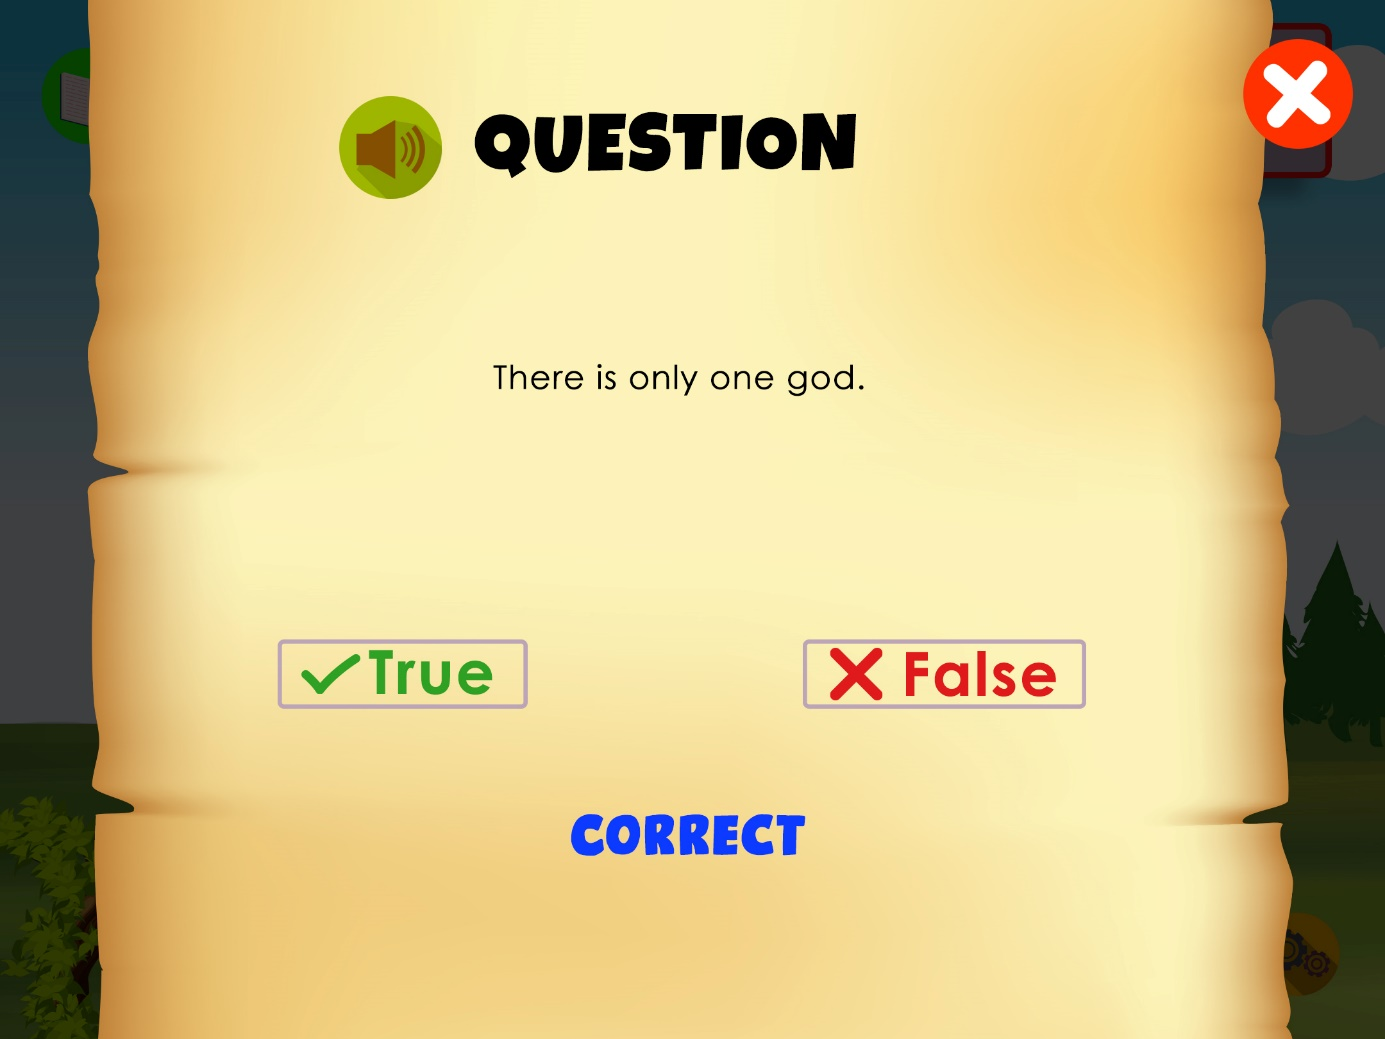 QUESTION
There is only one god.
True
False
CORRECT